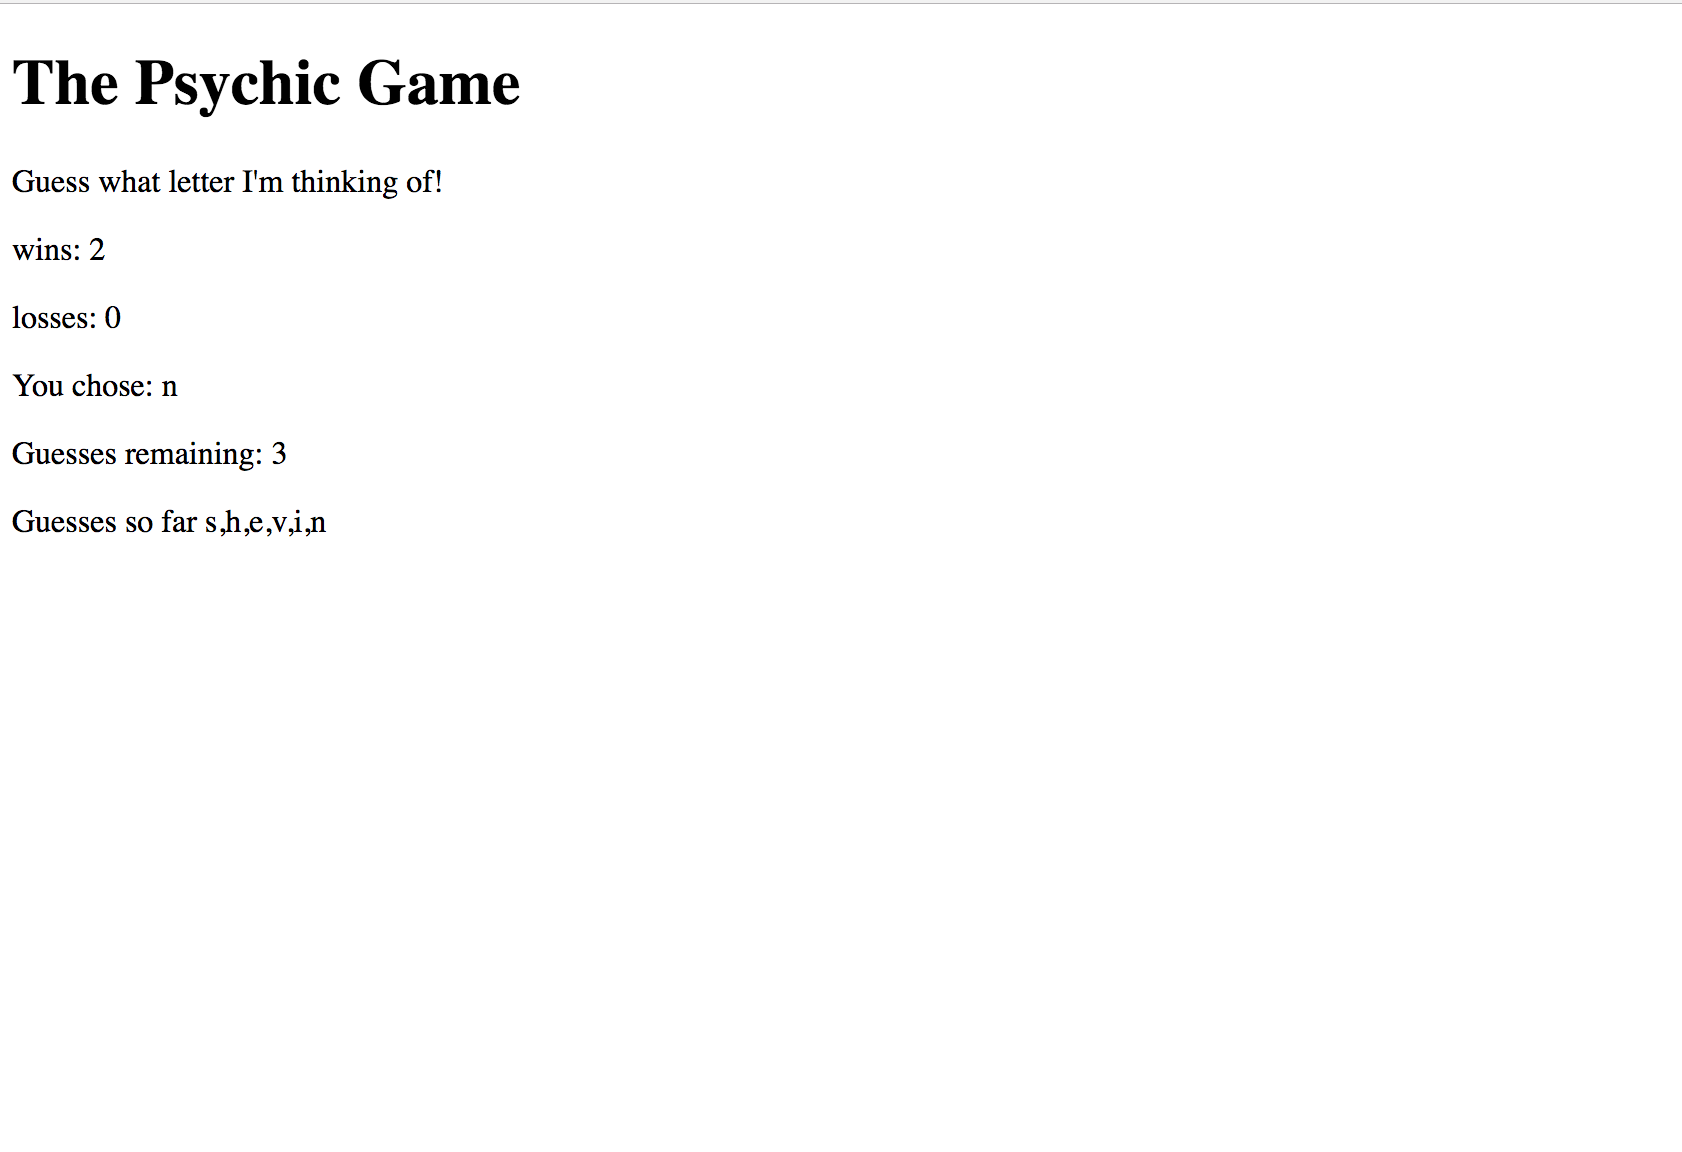 The Psychic Game
Guess what letter I'm thinking of!
wins: 2
losses: 0
You chose: n
Guesses remaining: 3
Guesses so far s,h,e,v,i,n